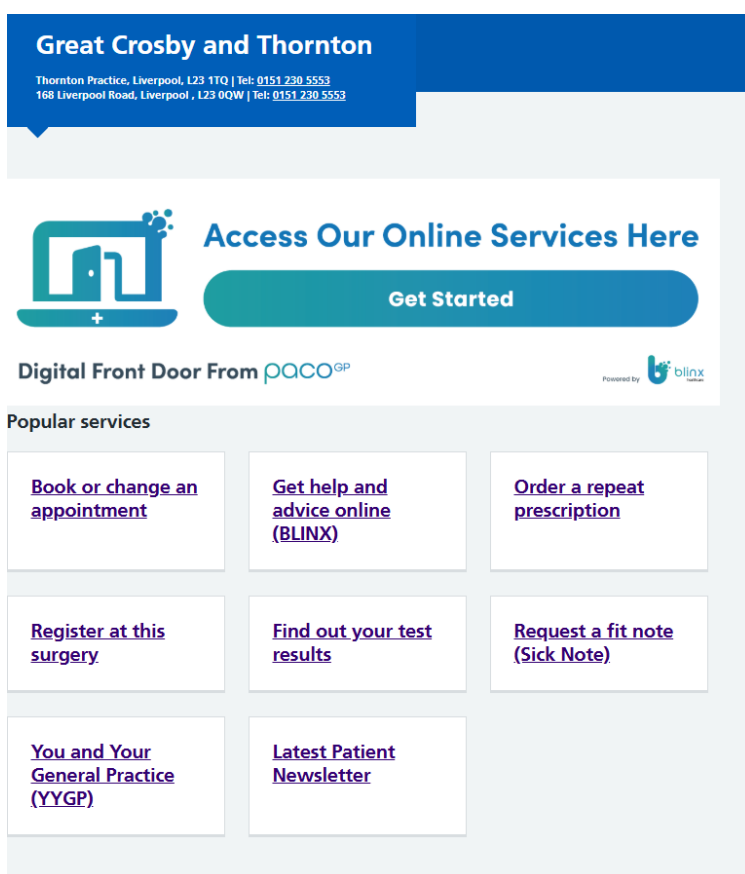 Great Crosby and Thornton
Thornton Practice, Liverpool, L23 1TQ | Tel: 0151 230 5553
168 Liverpool Road, Liverpool , L23 0QW | Tel: 0151 230 5553
Access Our Online Services Here
Get Started
Digital Front Door From pacoGP
Powered by blinx
healthcare
Popular services
Book or change an
appointment
Get help and
advice online
(BLINX)
Order a repeat
prescription
Register at this
surgery
Find out your test
results
Request a fit note
(Sick Note)
You and Your
General Practice
(YYGP)
Latest Patient
Newsletter